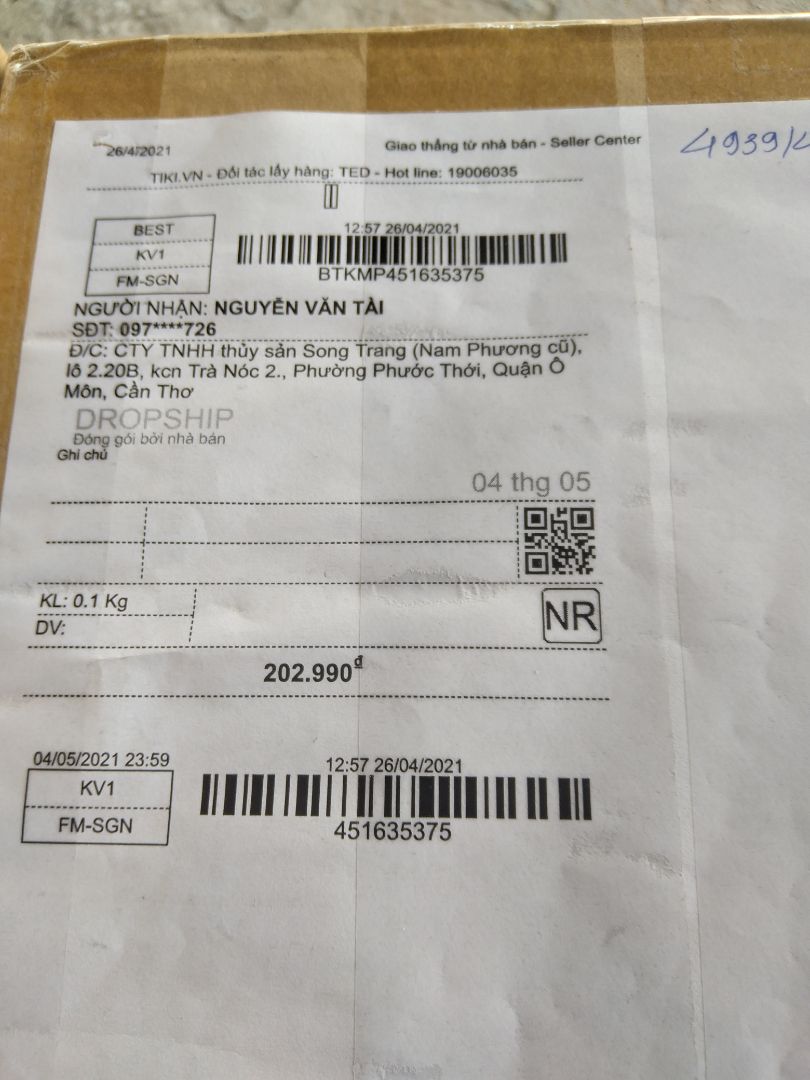 26/4/2021
Giao thẳng từ nhà bán - Seller Center
4939/4
TIKI.VN - Đối tác lấy hàng: TED - Hot line: 19006035
BEST
KV1
FM-SGN
12:57 26/04/2021
BTKMP451635375
NGƯỜI NHẬN: NGUYỄN VĂN TÀI
SĐT: 097****726
Đ/C: CTY TNHH thủy sản Song Trang (Nam Phương cũ),
lô 2.20B, kcn Trà Nóc 2., Phường Phước Thới, Quận Ô
Môn, Cần Thơ
DROPSHIP
Đóng gói bởi nhà bán
Ghi chú
04 thg 05
KL: 0.1 Kg
DV:
NR
202.990đ
04/05/2021 23:59
KV1
FM-SGN
12:57 26/04/2021
451635375